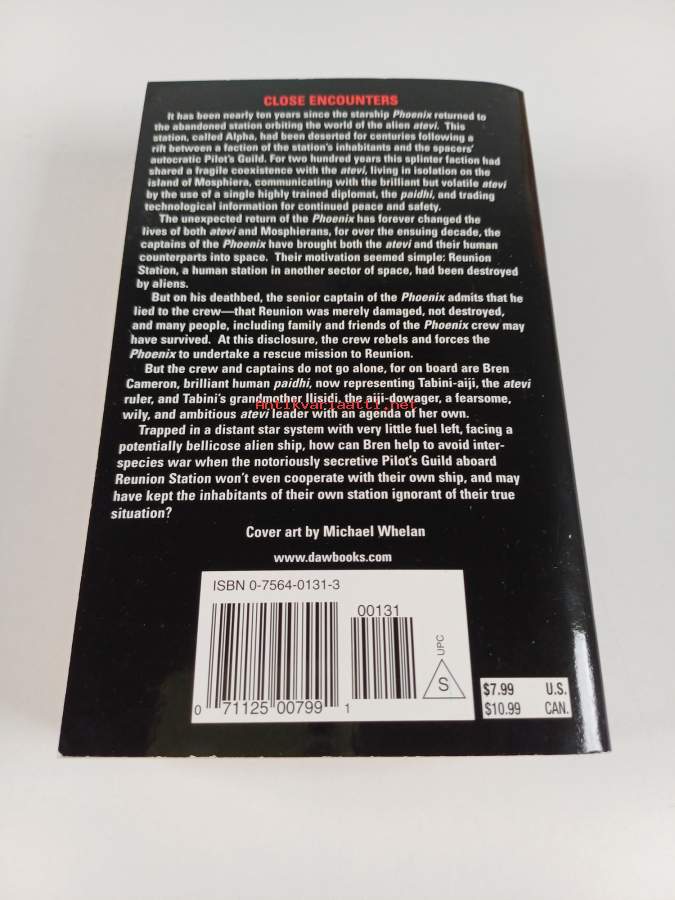 CLOSE ENCOUNTERS
It has been nearly ten years since the starship Phoenix returned to
the abandoned station orbiting the world of the alien atevi. This
station, called Alpha, had been deserted for centuries following a
rift between a faction of the station's inhabitants and the spacers'
autocratic Pilot's Guild. For two hundred years this splinter faction had
shared a fragile coexistence with the atevi, living in isolation on the
island of Mospheira, communicating with the brilliant but volatile atevi
by the use of a single highly trained diplomat, the paidhi, and trading
technological information for continued peace and safety.
The unexpected return of the Phoenix has forever changed the
lives of both atevi and Mosphierans, for over the ensuing decade, the
captains of the Phoenix have brought both the atevi and their human
counterparts into space. Their motivation seemed simple: Reunion
Station, a human station in another sector of space, had been destroyed
by aliens.
But on his deathbed, the senior captain of the Phoenix admits that he
lied to the crew—that Reunion was merely damaged, not destroyed,
and many people, including family and friends of the Phoenix crew may
have survived. At this disclosure, the crew rebels and forces the
Phoenix to undertake a rescue mission to Reunion.
But the crew and captains do not go alone, for on board are Bren
Cameron, brilliant human paidhi, now representing Tabini-aiji, the atevi
ruler, and Tabini's grandmother Ilisidi, the aiji-dowager, a fearsome,
Antikvariaatti.net
wily, and ambitious atevi leader with an agenda of her own.
Trapped in a distant star system with very little fuel left, facing a
potentially bellicose alien ship, how can Bren help to avoid inter-
species war when the notoriously secretive Pilot's Guild aboard
Reunion Station won't even cooperate with their own ship, and may
have kept the inhabitants of their own station ignorant of their true
situation?
Cover art by Michael Whelan
www.dawbooks.com
ISBN 0-7564-0131-3
00131
0 71125 00799 1
UPC
S
$7.99 U.S.
$10.99 CAN.